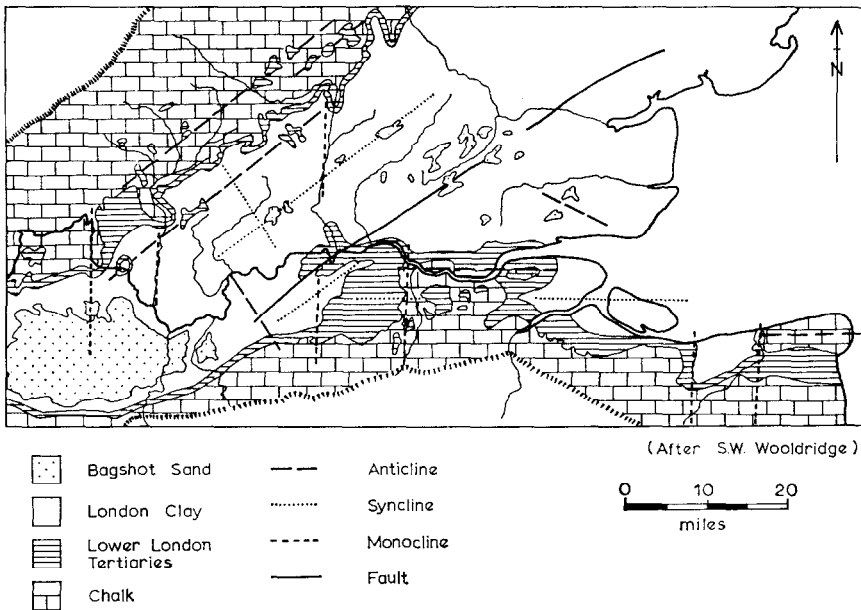 N
(After S.W. Wooldridge)
Bagshot Sand
London Clay
Lower London
Tertiaries
Chalk
Anticline
Syncline
Monocline
Fault
0 10 20
miles